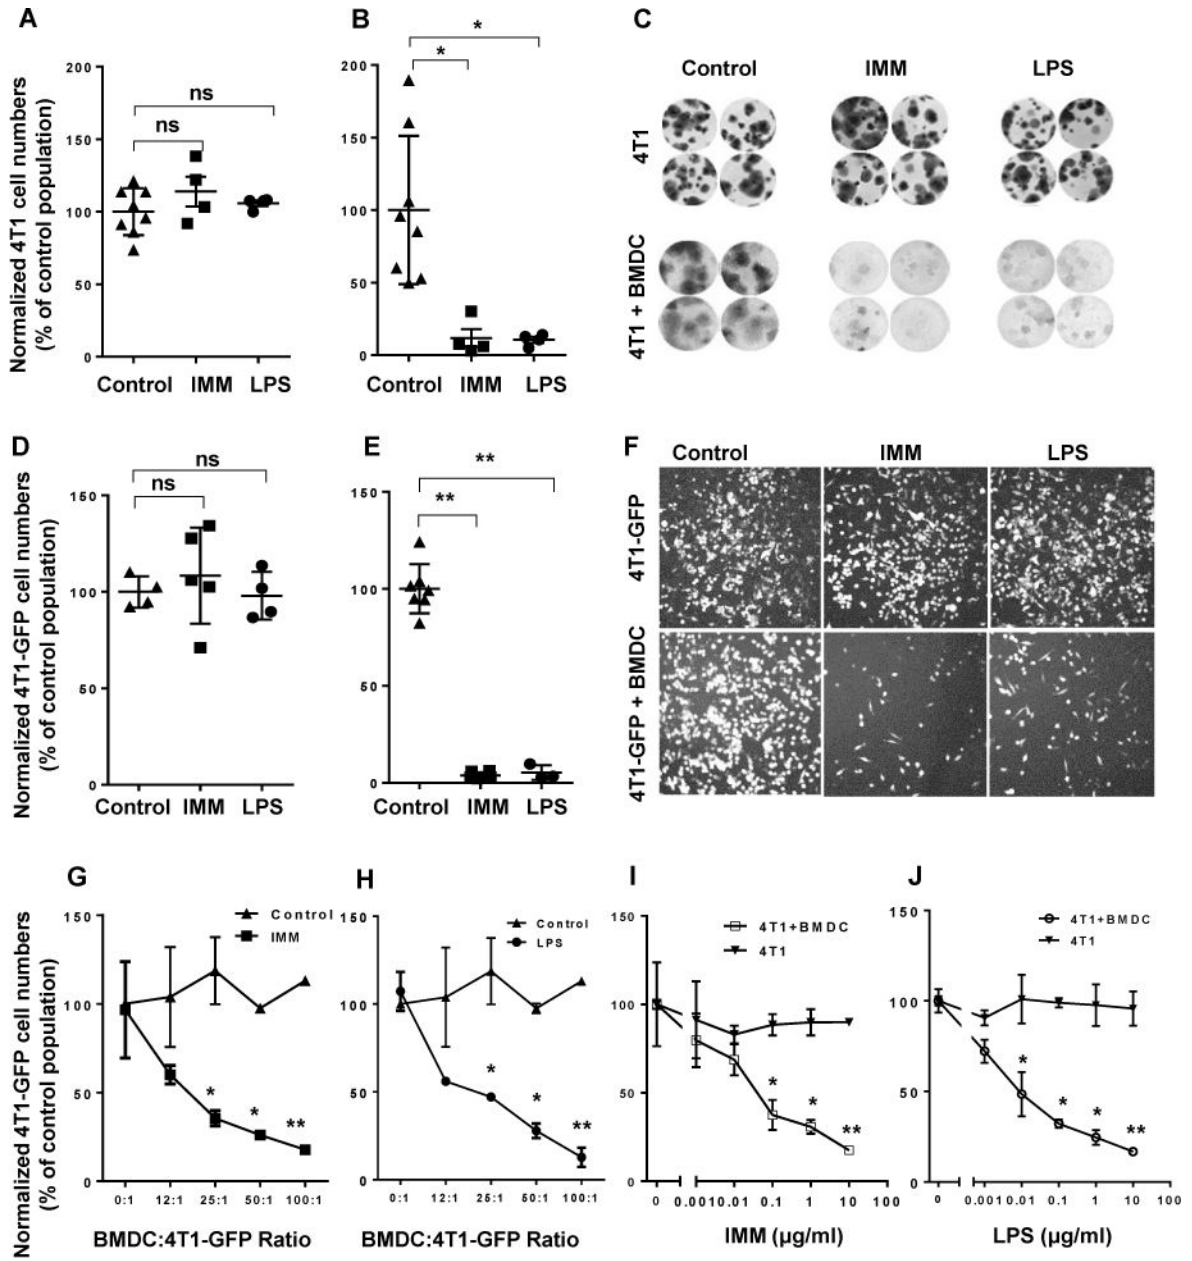 A
B
C
Normalized 4T1 cell numbers
(% of control population)
200
150
100
50
0
ns
ns
Control IMM LPS
200
150
100
50
0
*
*
Control IMM LPS
Control IMM LPS
4T1
4T1 + BMDC
D
E
F
Normalized 4T1-GFP cell numbers
(% of control population)
150
100
50
0
ns
ns
Control IMM LPS
150
100
50
0
**
**
Control IMM LPS
Control IMM LPS
4T1-GFP
4T1-GFP + BMDC
G
H
I
J
Normalized 4T1-GFP cell numbers
(% of control population)
150
100
50
0
Control
IMM
*
*
**
0:1 12:1 25:1 50:1 100:1
BMDC:4T1-GFP Ratio
150
100
50
0
Control
LPS
*
*
**
0:1 12:1 25:1 50:1 100:1
BMDC:4T1-GFP Ratio
150
100
50
0
4T1+BMDC
4T1
*
*
**
0 0.001 0.01 0.1 1 10 100
IMM (µg/ml)
150
100
50
0
4T1+BMDC
4T1
*
*
*
**
0 0.001 0.01 0.1 1 10 100
LPS (µg/ml)